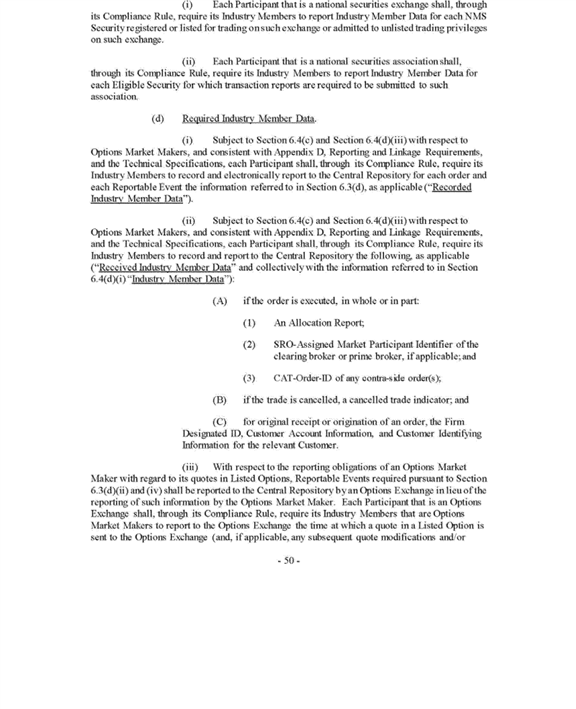 (i) Each Participant that is a national securities exchange shall, through
its Compliance Rule, require its Industry Members to report Industry Member Data for each NMS
Security registered or listed for trading on such exchange or admitted to unlisted trading privileges
on such exchange.
(ii) Each Participant that is a national securities association shall,
through its Compliance Rule, require its Industry Members to report Industry Member Data for
each Eligible Security for which transaction reports are required to be submitted to such
association.
(d) Required Industry Member Data.
(i) Subject to Section 6.4(c) and Section 6.4(d)(iii) with respect to
Options Market Makers, and consistent with Appendix D, Reporting and Linkage Requirements,
and the Technical Specifications, each Participant shall, through its Compliance Rule, require its
Industry Members to record and electronically report to the Central Repository for each order and
each Reportable Event the information referred to in Section 6.3(d), as applicable (“Recorded
Industry Member Data”).
(ii) Subject to Section 6.4(c) and Section 6.4(d)(iii) with respect to
Options Market Makers, and consistent with Appendix D, Reporting and Linkage Requirements,
and the Technical Specifications, each Participant shall, through its Compliance Rule, require its
Industry Members to record and report to the Central Repository the following, as applicable
(“Received Industry Member Data” and collectively with the information referred to in Section
6.4(d)(i) “Industry Member Data”):
(A) if the order is executed, in whole or in part:
(1) An Allocation Report;
(2) SRO-Assigned Market Participant Identifier of the
clearing broker or prime broker, if applicable; and
(3) CAT-Order-ID of any contra-side order(s);
(B) if the trade is cancelled, a cancelled trade indicator; and
(C) for original receipt or origination of an order, the Firm
Designated ID, Customer Account Information, and Customer Identifying
Information for the relevant Customer.
(iii) With respect to the reporting obligations of an Options Market
Maker with regard to its quotes in Listed Options, Reportable Events required pursuant to Section
6.3(d)(ii) and (iv) shall be reported to the Central Repository by an Options Exchange in lieu of the
reporting of such information by the Options Market Maker. Each Participant that is an Options
Exchange shall, through its Compliance Rule, require its Industry Members that are Options
Market Makers to report to the Options Exchange the time at which a quote in a Listed Option is
sent to the Options Exchange (and, if applicable, any subsequent quote modifications and/or
- 50 -